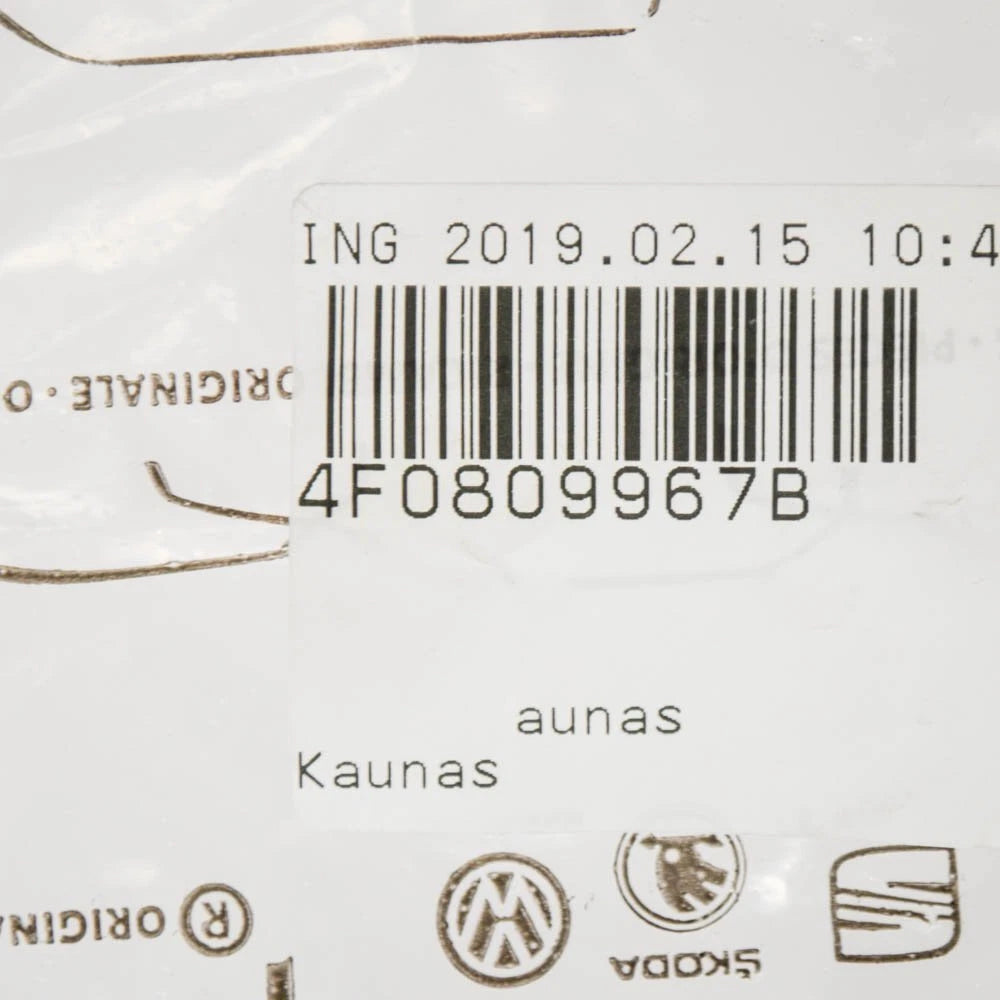 ING 2019.02.15 10:4
4F0809967B
ORIGINALE · O
aunas
Kaunas
® ORIGINA
ŠKODA